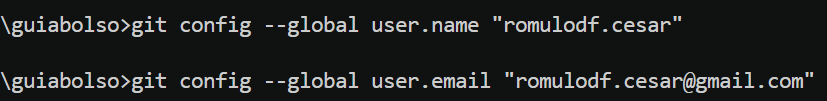 \guiabolso>git config --global user.name "romulodf.cesar"
\guiabolso>git config --global user.email "romulodf.cesar@gmail.com"